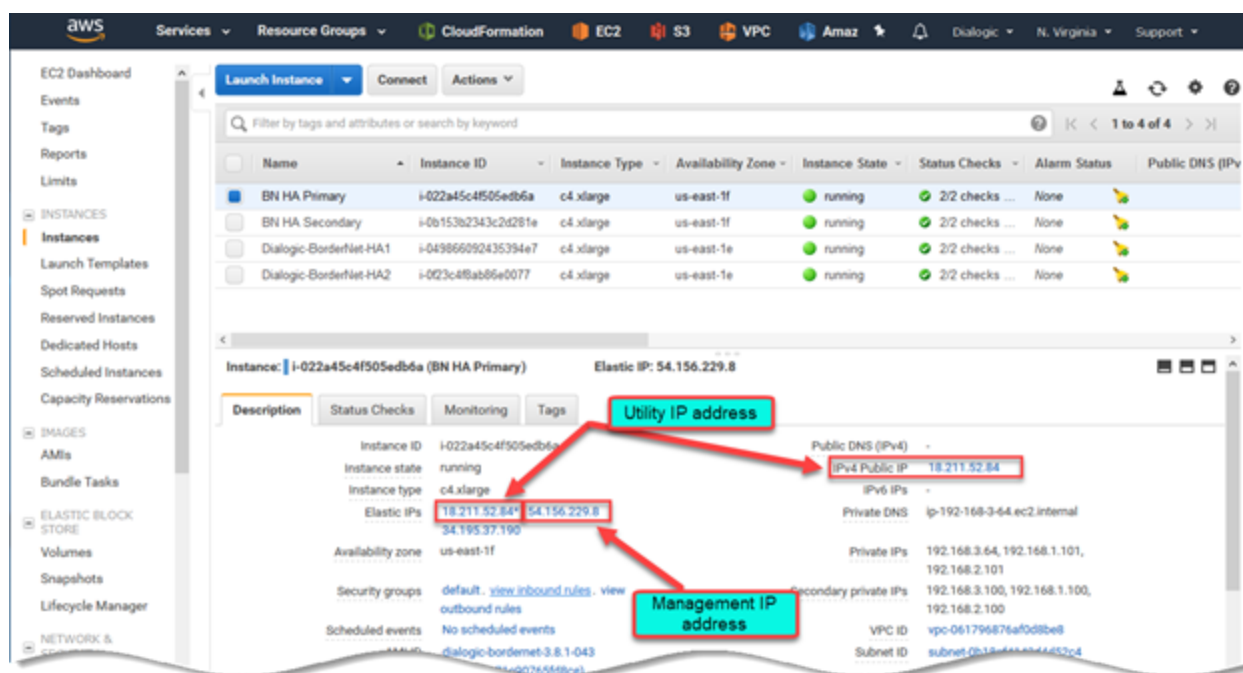 aws Services Resource Groups CloudFormation EC2 S3 VPC Amaz Dialogic N. Virginia Support
EC2 Dashboard
Events
Tags
Reports
Limits
INSTANCES
Instances
Launch Templates
Spot Requests
Reserved Instances
Dedicated Hosts
Scheduled Instances
Capacity Reservations
IMAGES
AMIs
Bundle Tasks
ELASTIC BLOCK
STORE
Volumes
Snapshots
Lifecycle Manager
NETWORK &
Launch Instance Connect Actions
Filter by tags and attributes or search by keyword 1 to 4 of 4
Name Instance ID Instance Type Availability Zone Instance State Status Checks Alarm Status Public DNS (IPv
BN HA Primary i-022a45c4f505edb6a c4.xlarge us-east-1f running 2/2 checks ... None
BN HA Secondary i-0b153b2343c2d281e c4.xlarge us-east-1f running 2/2 checks ... None
Dialogic-BorderNet-HA1 i-049866092435394e7 c4.xlarge us-east-1e running 2/2 checks ... None
Dialogic-BorderNet-HA2 i-0f23c4f8ab86e0077 c4.xlarge us-east-1e running 2/2 checks ... None
Instance: i-022a45c4f505edb6a (BN HA Primary) Elastic IP: 54.156.229.8
Description Status Checks Monitoring Tags
Utility IP address
Instance ID i-022a45c4f505edb6a
Instance state running
Instance type c4.xlarge
Elastic IPs 18.211.52.84* 54.156.229.8
34.195.37.190
Availability zone us-east-1f
Security groups default. view inbound rules. view
outbound rules
Scheduled events No scheduled events
dialogic-bordernet-3.8.1-043
Management IP
address
Public DNS (IPv4) -
IPv4 Public IP 18.211.52.84
IPv6 IPs -
Private DNS ip-192-168-3-64.ec2.internal
Private IPs 192.168.3.64, 192.168.1.101,
192.168.2.101
Secondary private IPs 192.168.3.100, 192.168.1.100,
192.168.2.100
VPC ID vpc-061796876af0d8be8
Subnet ID